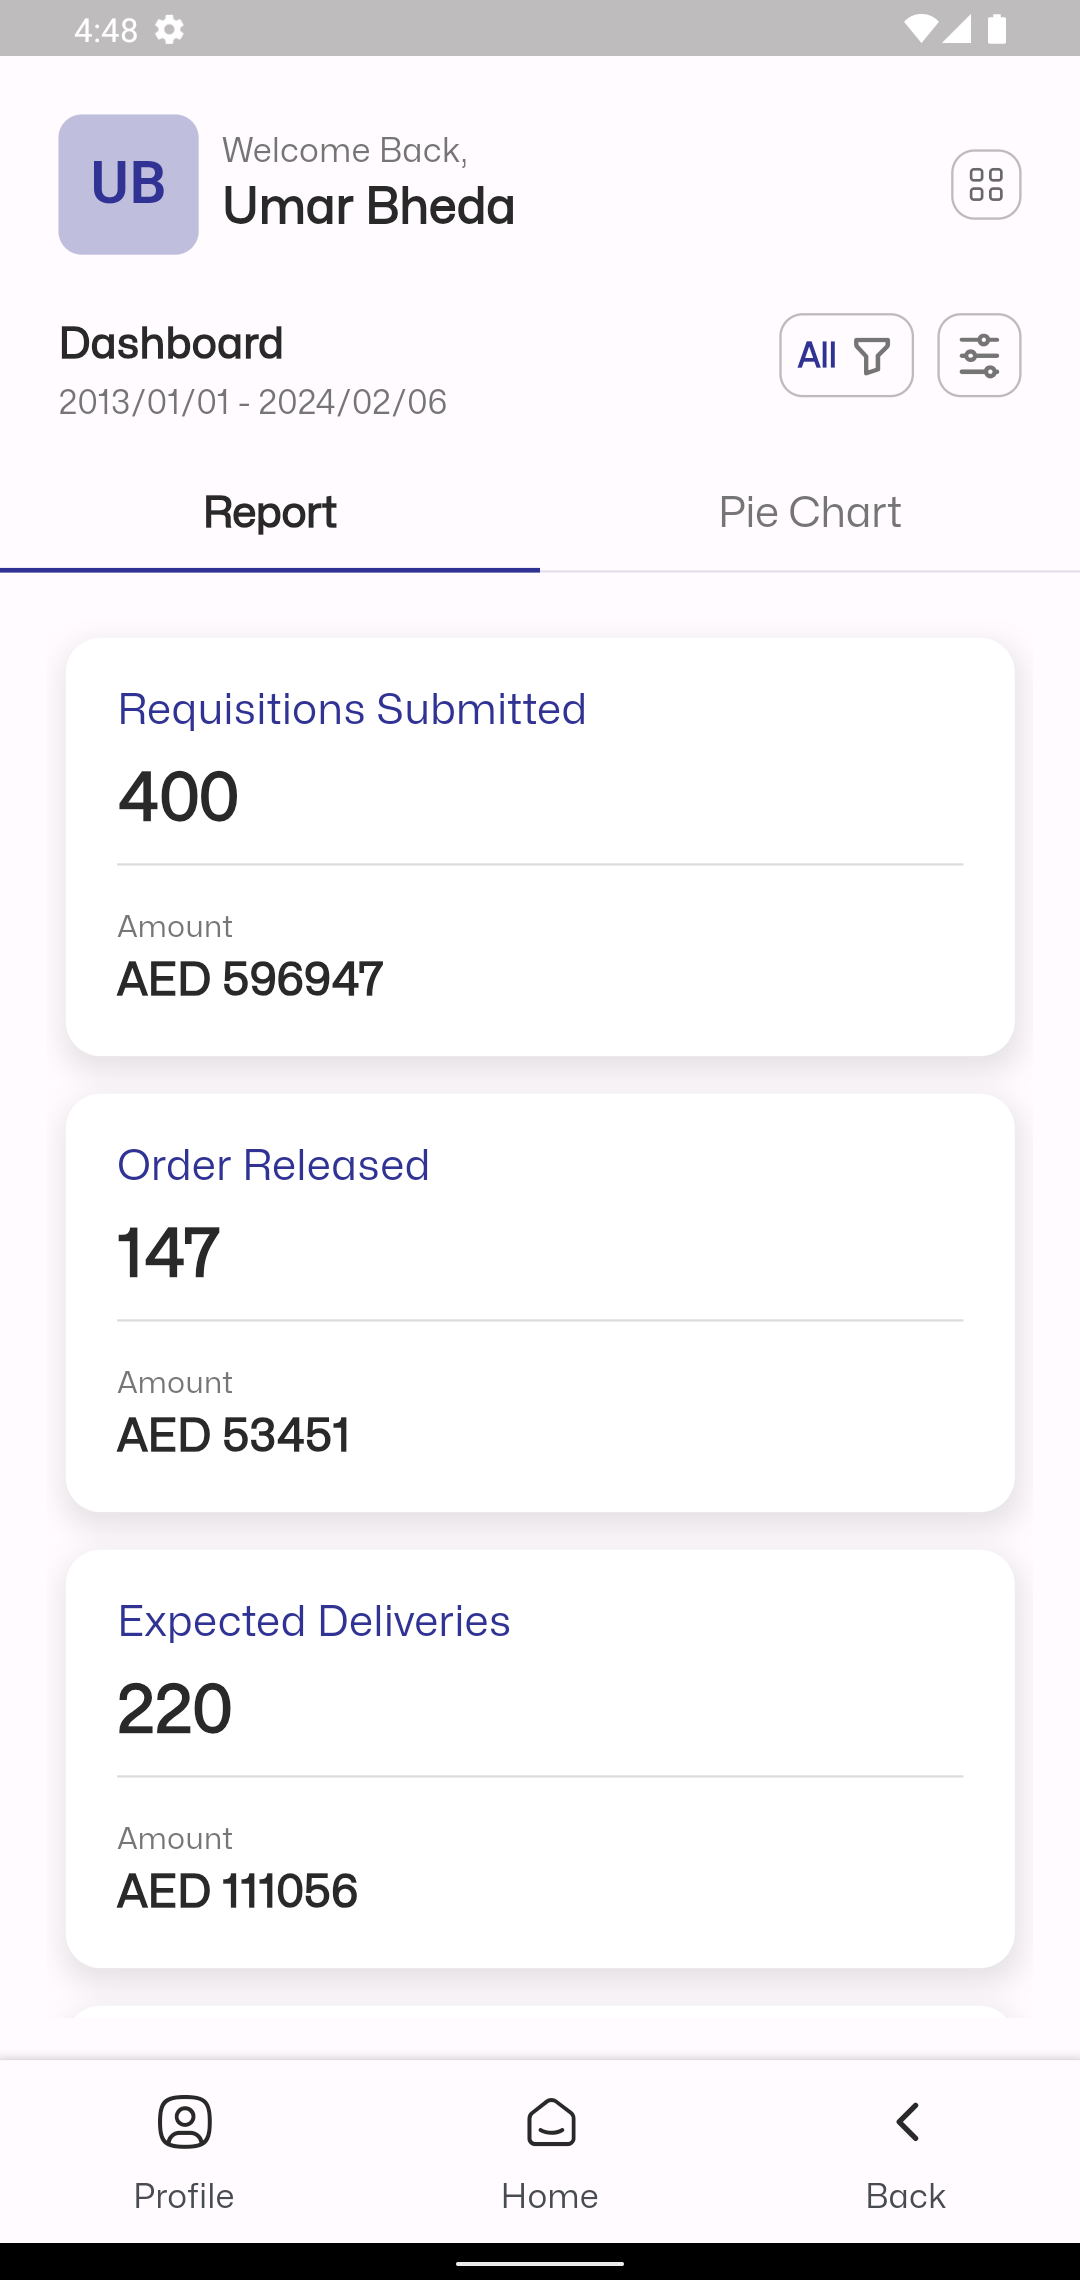 4:48
UB
Welcome Back,
Umar Bheda
Dashboard
All
2013/01/01 - 2024/02/06
Report
Pie Chart
Requisitions Submitted
400
Amount
AED 596947
Order Released
147
Amount
AED 53451
Expected Deliveries
220
Amount
AED 111056
Profile
Home
Back